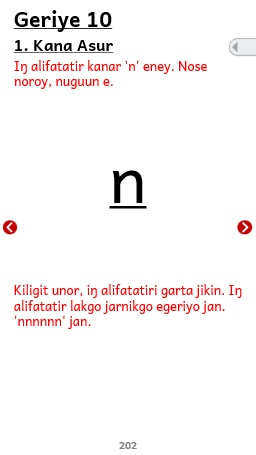 Geriye 10
1. Kana Asur
Iŋ alifatatir kanar 'n' eney. Nose
noroy, nuguun e.
n
Kiligit unor, iŋ alifatatiri garta jikin. Iŋ
alifatatir lakgo jarnikgo egeriyo jan.
'nnnnnn' jan.
202